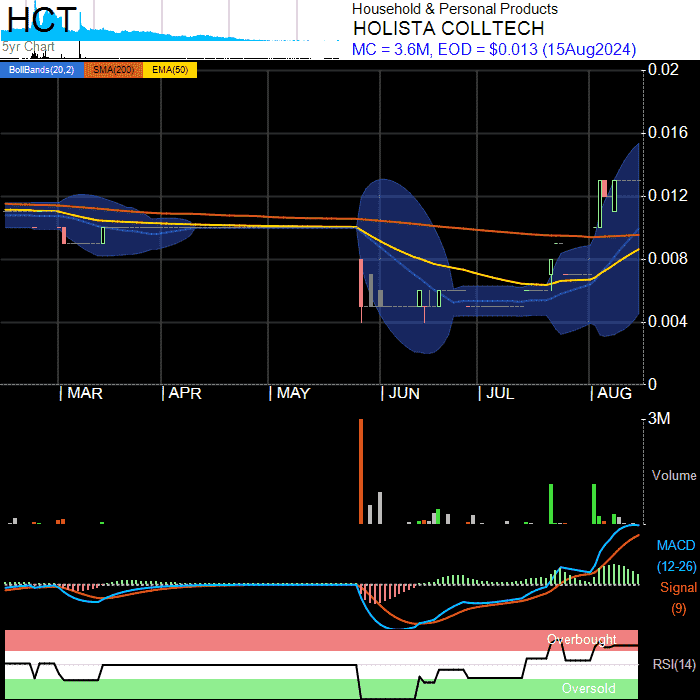 HCT
5yr Chart
Household & Personal Products
HOLISTA COLLTECH
MC = 3.6M, EOD = $0.013 (15Aug2024)
BollBands(20,2) SMA(200) EMA(50)
0.02
0.016
0.012
0.008
0.004
0
MAR APR MAY JUN JUL AUG
3M
Volume
MACD
(12-26)
Signal
(9)
Overbought
RSI(14)
Oversold